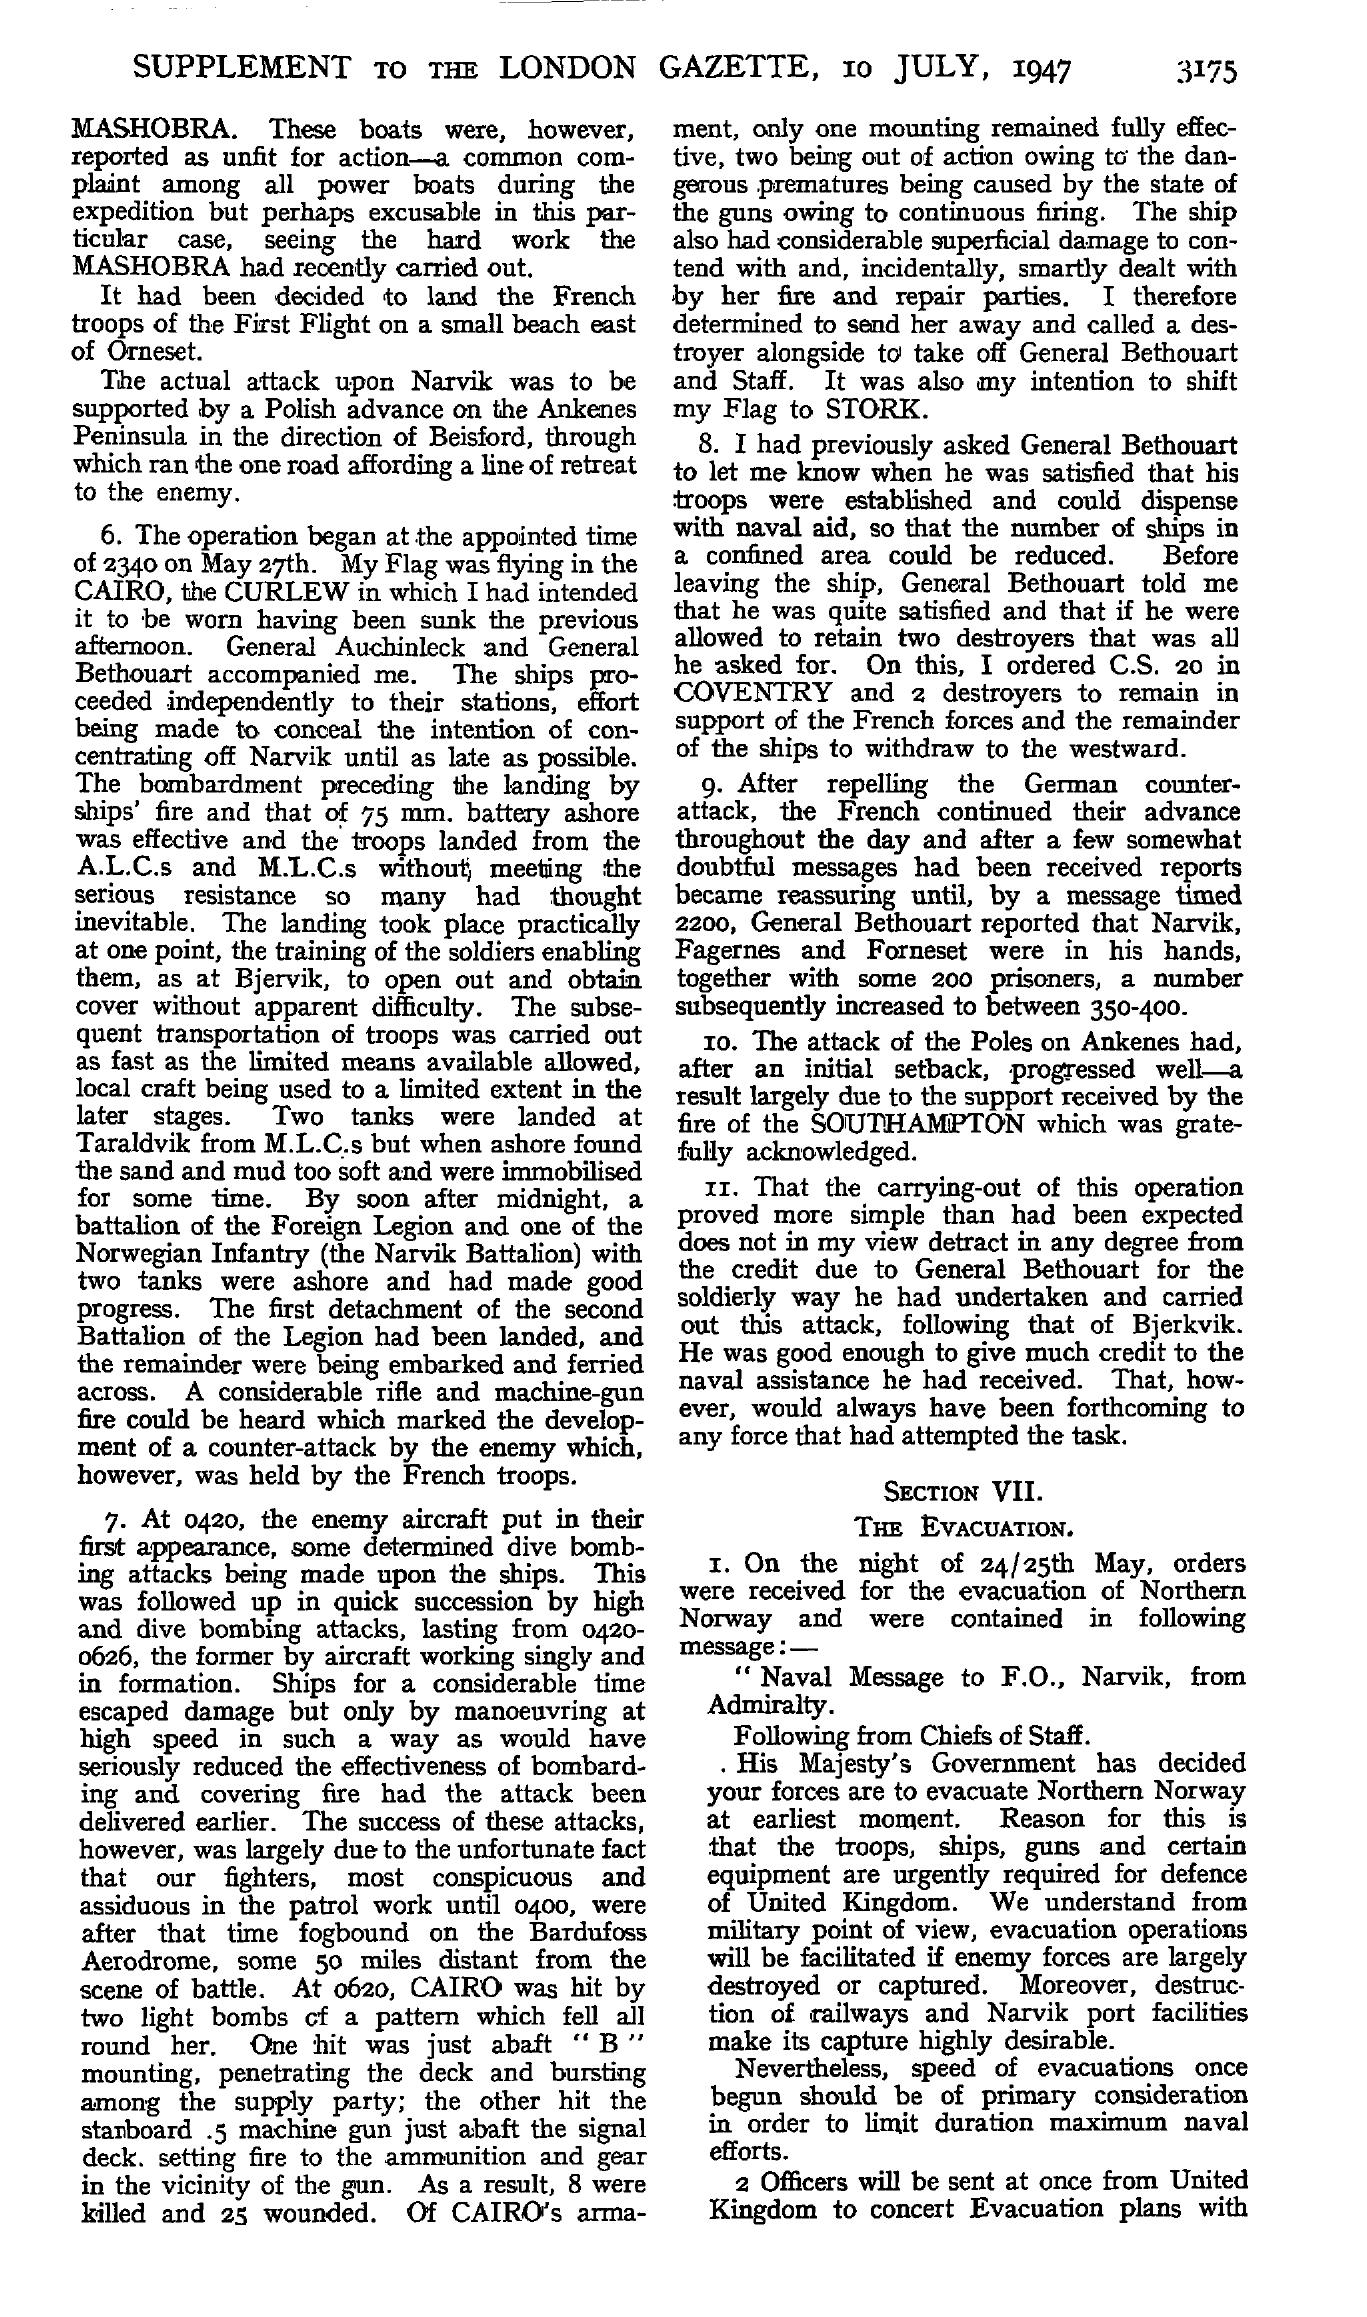 SUPPLEMENT TO THE LONDON GAZETTE, 10 JULY, 1947 3175
MASHOBRA. These boats were, however,
reported as unfit for action—a common com-
plaint among all power boats during the
expedition but perhaps excusable in this par-
ticular case, seeing the hard work the
MASHOBRA had recently carried out.
It had been decided to land the French
troops of the First Flight on a small beach east
of Orneset.
The actual attack upon Narvik was to be
supported by a Polish advance on the Ankenes
Peninsula in the direction of Beisford, through
which ran the one road affording a line of retreat
to the enemy.
6. The operation began at the appointed time
of 2340 on May 27th. My Flag was flying in the
CAIRO, the CURLEW in which I had intended
it to be worn having been sunk the previous
afternoon. General Auchinleck and General
Bethouart accompanied me. The ships pro-
ceeded independently to their stations, effort
being made to conceal the intention of con-
centrating off Narvik until as late as possible.
The bombardment preceding the landing by
ships' fire and that of 75 mm. battery ashore
was effective and the troops landed from the
A.L.C.s and M.L.C.s without meeting the
serious resistance so many had thought
inevitable. The landing took place practically
at one point, the training of the soldiers enabling
them, as at Bjervik, to open out and obtain
cover without apparent difficulty. The subse-
quent transportation of troops was carried out
as fast as the limited means available allowed,
local craft being used to a limited extent in the
later stages. Two tanks were landed at
Taraldvik from M.L.C.s but when ashore found
the sand and mud too soft and were immobilised
for some time. By soon after midnight, a
battalion of the Foreign Legion and one of the
Norwegian Infantry (the Narvik Battalion) with
two tanks were ashore and had made good
progress. The first detachment of the second
Battalion of the Legion had been landed, and
the remainder were being embarked and ferried
across. A considerable rifle and machine-gun
fire could be heard which marked the develop-
ment of a counter-attack by the enemy which,
however, was held by the French troops.
7. At 0420, the enemy aircraft put in their
first appearance, some determined dive bomb-
ing attacks being made upon the ships. This
was followed up in quick succession by high
and dive bombing attacks, lasting from 0420-
0626, the former by aircraft working singly and
in formation. Ships for a considerable time
escaped damage but only by manoeuvring at
high speed in such a way as would have
seriously reduced the effectiveness of bombard-
ing and covering fire had the attack been
delivered earlier. The success of these attacks,
however, was largely due to the unfortunate fact
that our fighters, most conspicuous and
assiduous in the patrol work until 0400, were
after that time fogbound on the Bardufoss
Aerodrome, some 50 miles distant from the
scene of battle. At 0620, CAIRO was hit by
two light bombs of a pattern which fell all
round her. One hit was just abaft " B "
mounting, penetrating the deck and bursting
among the supply party; the other hit the
starboard .5 machine gun just abaft the signal
deck. setting fire to the ammunition and gear
in the vicinity of the gun. As a result, 8 were
killed and 25 wounded. Of CAIRO's arma-
ment, only one mounting remained fully effec-
tive, two being out of action owing to the dan-
gerous prematures being caused by the state of
the guns owing to continuous firing. The ship
also had considerable superficial damage to con-
tend with and, incidentally, smartly dealt with
by her fire and repair parties. I therefore
determined to send her away and called a des-
troyer alongside to take off General Bethouart
and Staff. It was also my intention to shift
my Flag to STORK.
8. I had previously asked General Bethouart
to let me know when he was satisfied that his
troops were established and could dispense
with naval aid, so that the number of ships in
a confined area could be reduced. Before
leaving the ship, General Bethouart told me
that he was quite satisfied and that if he were
allowed to retain two destroyers that was all
he asked for. On this, I ordered C.S. 20 in
COVENTRY and 2 destroyers to remain in
support of the French forces and the remainder
of the ships to withdraw to the westward.
9. After repelling the German counter-
attack, the French continued their advance
throughout the day and after a few somewhat
doubtful messages had been received reports
became reassuring until, by a message timed
2200, General Bethouart reported that Narvik,
Fagernes and Forneset were in his hands,
together with some 200 prisoners, a number
subsequently increased to between 350-400.
10. The attack of the Poles on Ankenes had,
after an initial setback, progressed well—a
result largely due to the support received by the
fire of the SOUTHAMPTON which was grate-
fully acknowledged.
11. That the carrying-out of this operation
proved more simple than had been expected
does not in my view detract in any degree from
the credit due to General Bethouart for the
soldierly way he had undertaken and carried
out this attack, following that of Bjerkvik.
He was good enough to give much credit to the
naval assistance he had received. That, how-
ever, would always have been forthcoming to
any force that had attempted the task.
SECTION VII.
THE EVACUATION.
1. On the night of 24/25th May, orders
were received for the evacuation of Northern
Norway and were contained in following
message:—
" Naval Message to F.O., Narvik, from
Admiralty.
Following from Chiefs of Staff.
. His Majesty's Government has decided
your forces are to evacuate Northern Norway
at earliest moment. Reason for this is
that the troops, ships, guns and certain
equipment are urgently required for defence
of United Kingdom. We understand from
military point of view, evacuation operations
will be facilitated if enemy forces are largely
destroyed or captured. Moreover, destruc-
tion of railways and Narvik port facilities
make its capture highly desirable.
Nevertheless, speed of evacuations once
begun should be of primary consideration
in order to limit duration maximum naval
efforts.
2 Officers will be sent at once from United
Kingdom to concert Evacuation plans with